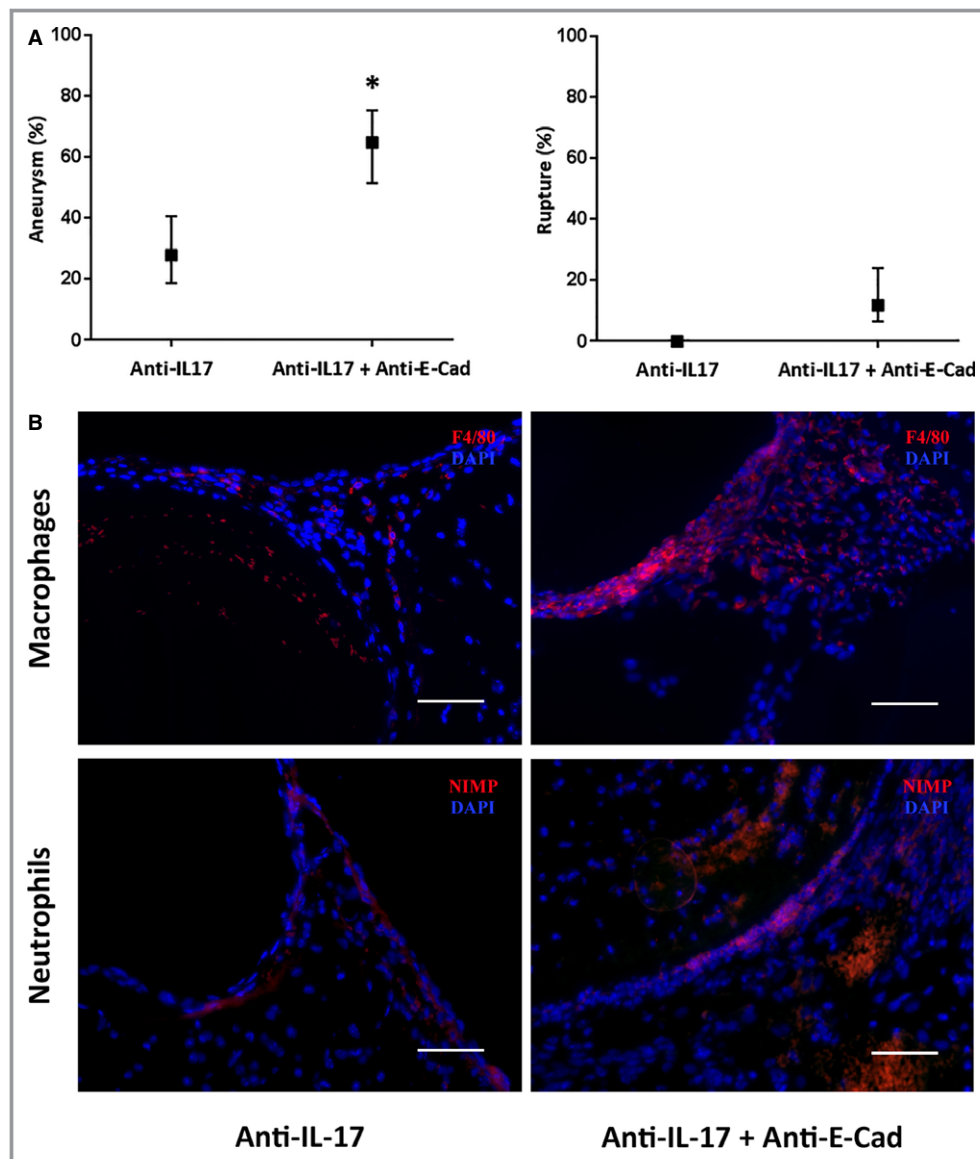 A
Aneurysm (%)
100
80
60
40
20
0
*
Anti-IL17
Anti-IL17 + Anti-E-Cad
Rupture (%)
100
80
60
40
20
0
Anti-IL17
Anti-IL17 + Anti-E-Cad
B
Macrophages
F4/80
DAPI
F4/80
DAPI
Neutrophils
NIMP
DAPI
NIMP
DAPI
Anti-IL-17
Anti-IL-17 + Anti-E-Cad